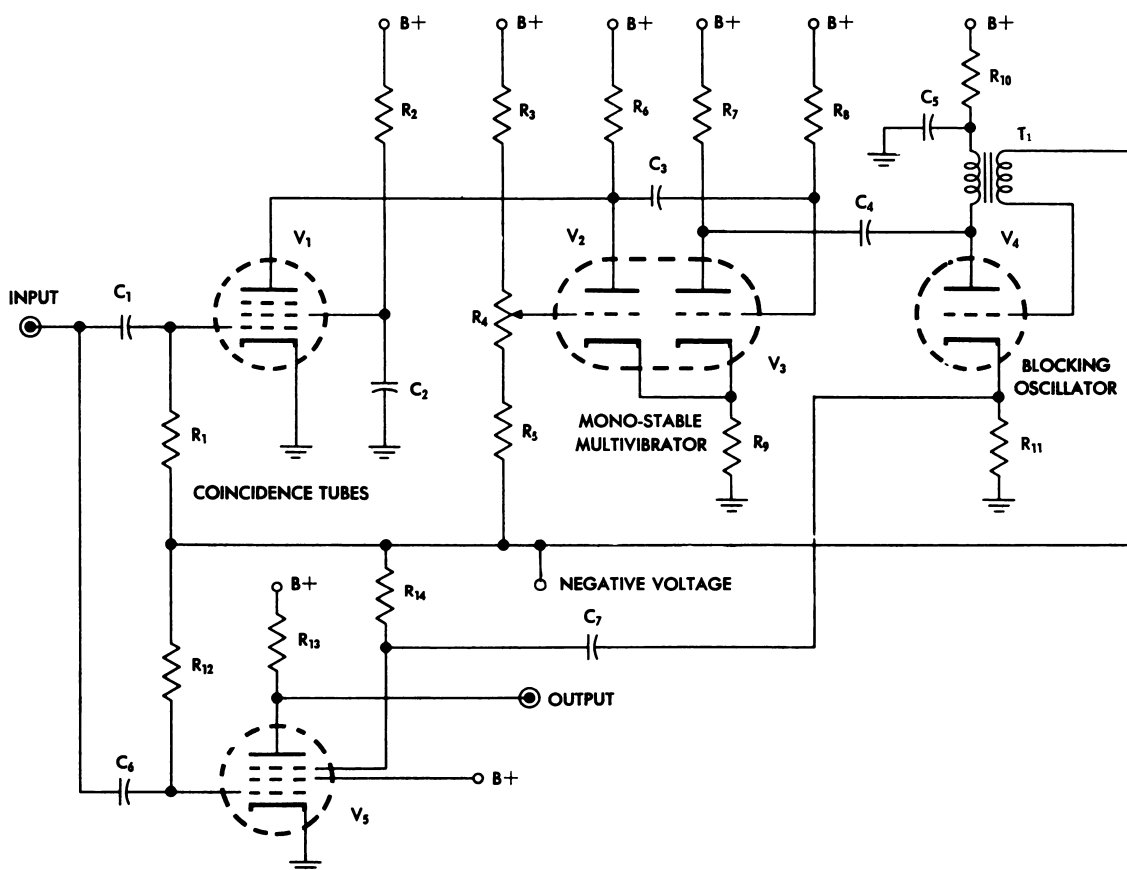 B+
B+
B+
B+
B+
B+
R2
R3
R6
R7
R8
R10
C5
T1
C3
C4
V1
V2
V4
INPUT
C1
R4
V3
C2
BLOCKING
OSCILLATOR
MONO-STABLE
MULTIVIBRATOR
R1
R5
R9
R11
COINCIDENCE TUBES
B+
R14
NEGATIVE VOLTAGE
C7
R13
R12
OUTPUT
C6
B+
V5